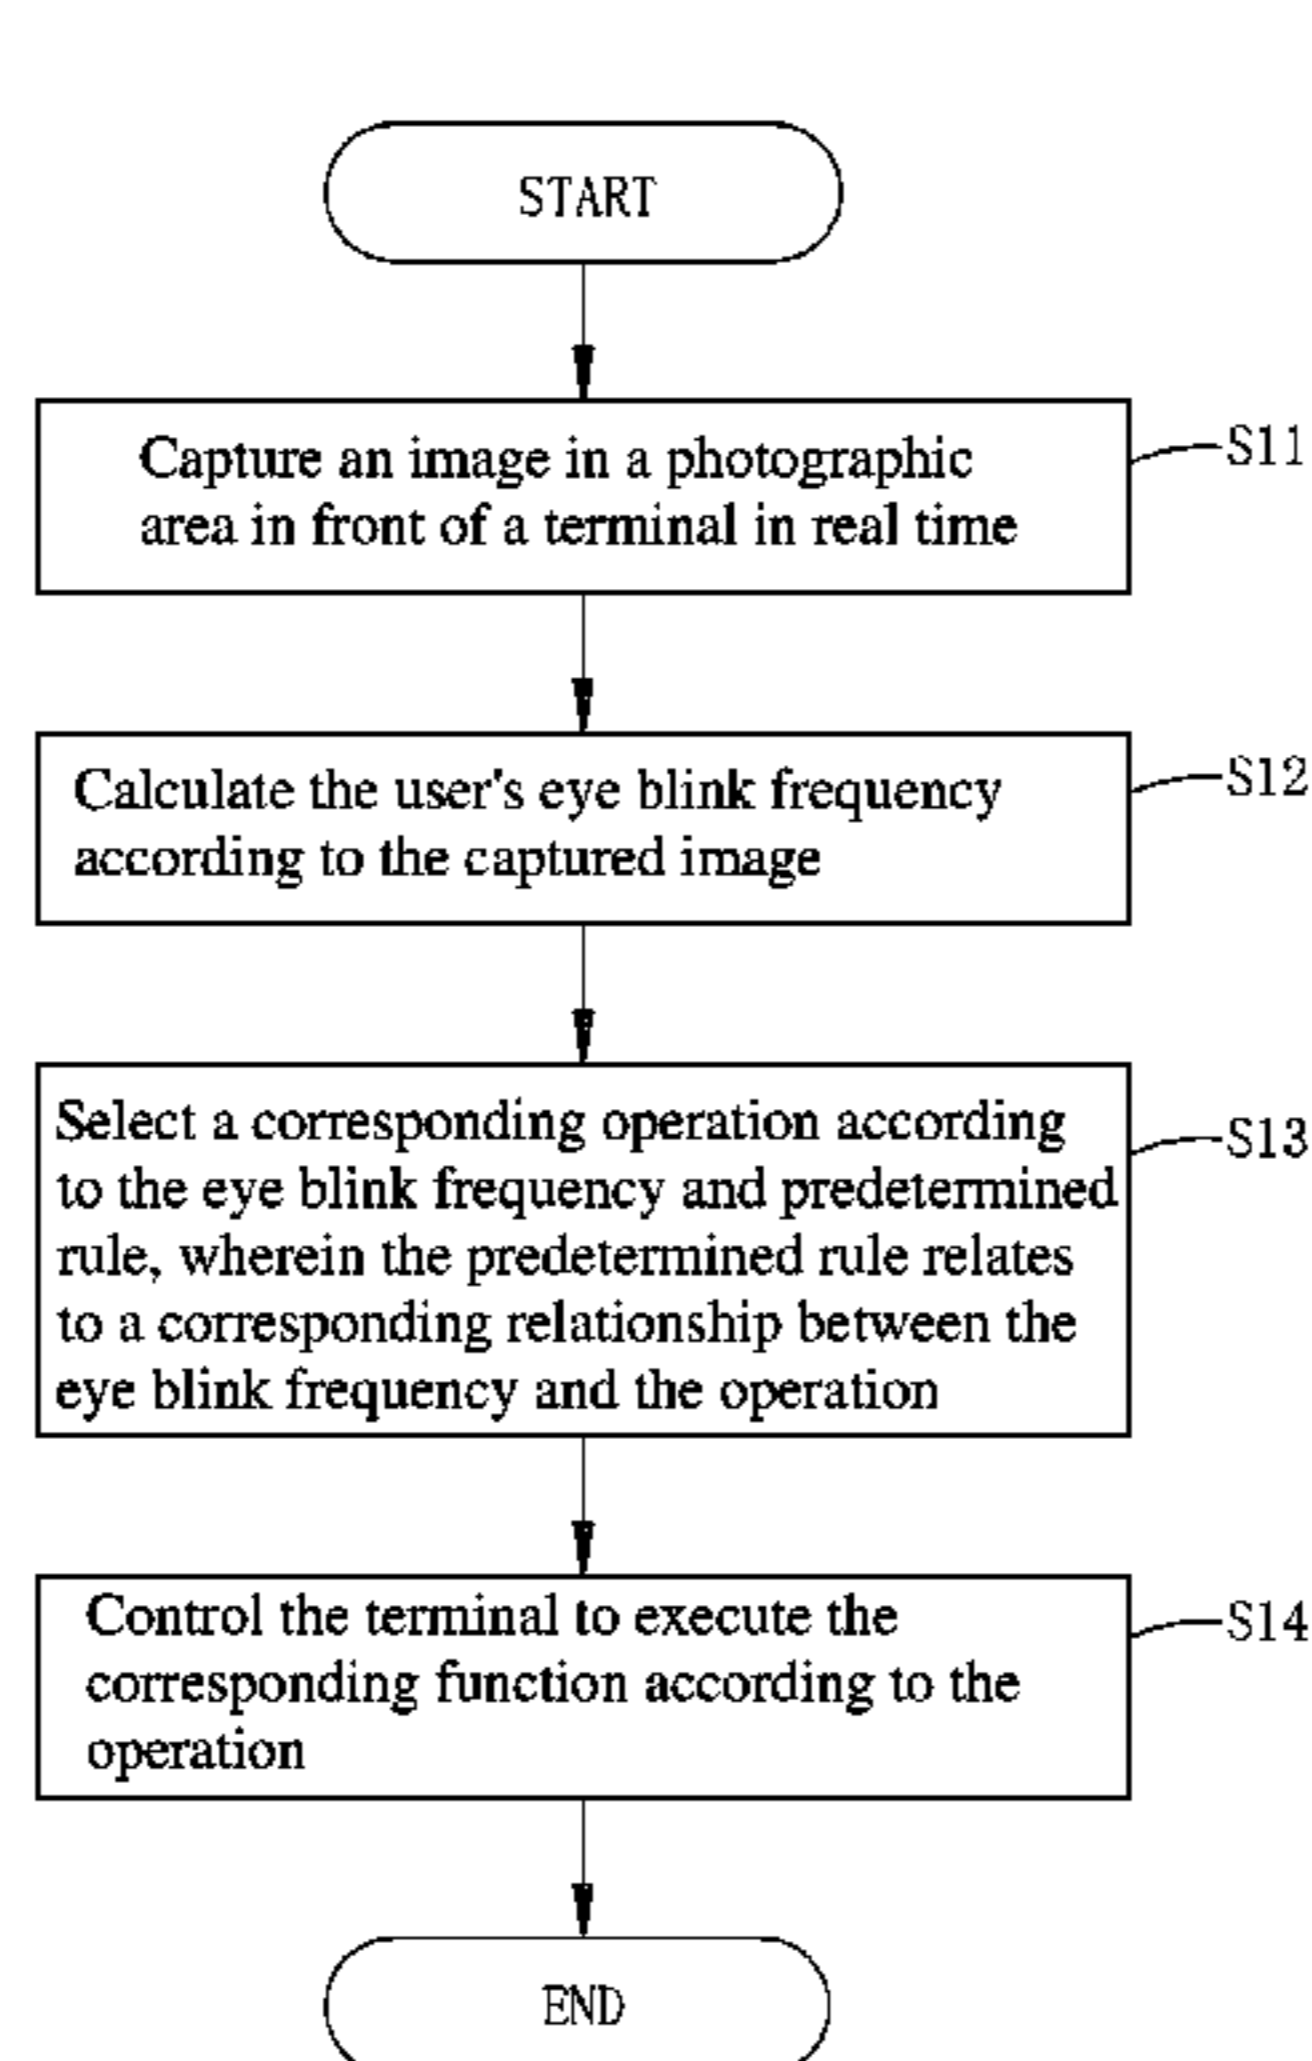 START
Capture an image in a photographic
area in front of a terminal in real time
S11
Calculate the user's eye blink frequency
according to the captured image
S12
Select a corresponding operation according
to the eye blink frequency and predetermined
rule, wherein the predetermined rule relates
to a corresponding relationship between the
eye blink frequency and the operation
S13
Control the terminal to execute the
corresponding function according to the
operation
S14
END